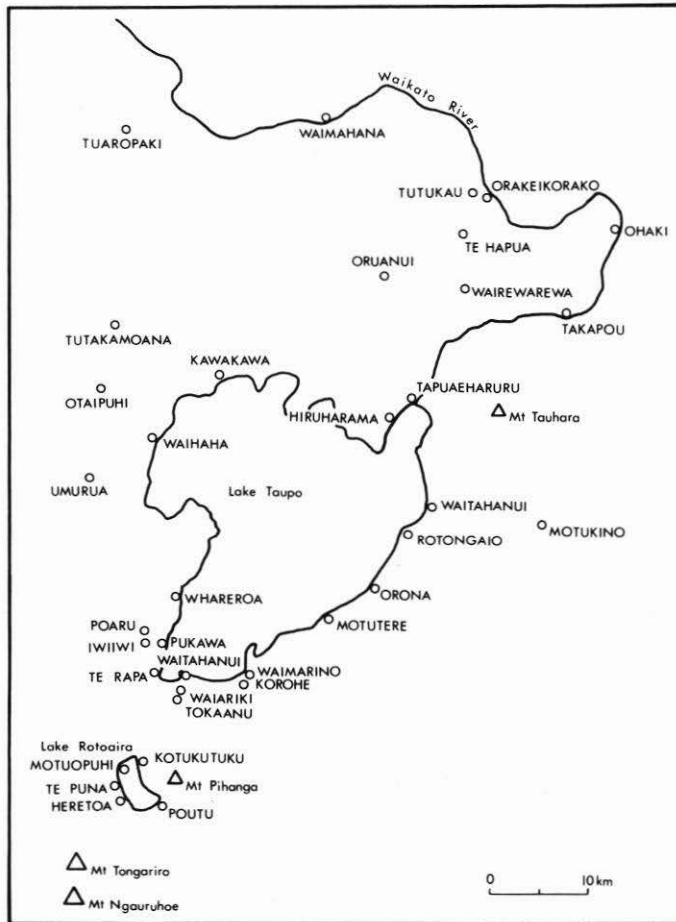 Waikato River
TUAROPAKI
WAIMAHANA
TUTUKAU
ORAKEIKORAKO
OHAKI
TE HAPUA
ORUANUI
WAIREWAREWA
TAKAPOU
TUTAKAMOANA
KAWAKAWA
OTAIPUHI
TAPUAEHARURU
HIRUHARAMA
Mt Tauhara
WAIHAHA
UMURUA
Lake Taupo
WAITAHANUI
ROTONGAIO
MOTUKINO
WHAREROA
ORONA
MOTUTERE
POARU
IWIIWI
PUKAWA
WAITAHANUI
TE RAPA
WAIMARINO
KOROHE
WAIARIKI
TOKAANU
Lake Rotoaira
MOTUOPUHI
KOTUKUTUKU
TE PUNA
Mt Pihanga
HERETOA
POUTU
Mt Tongariro
Mt Ngauruhoe
0 10 km